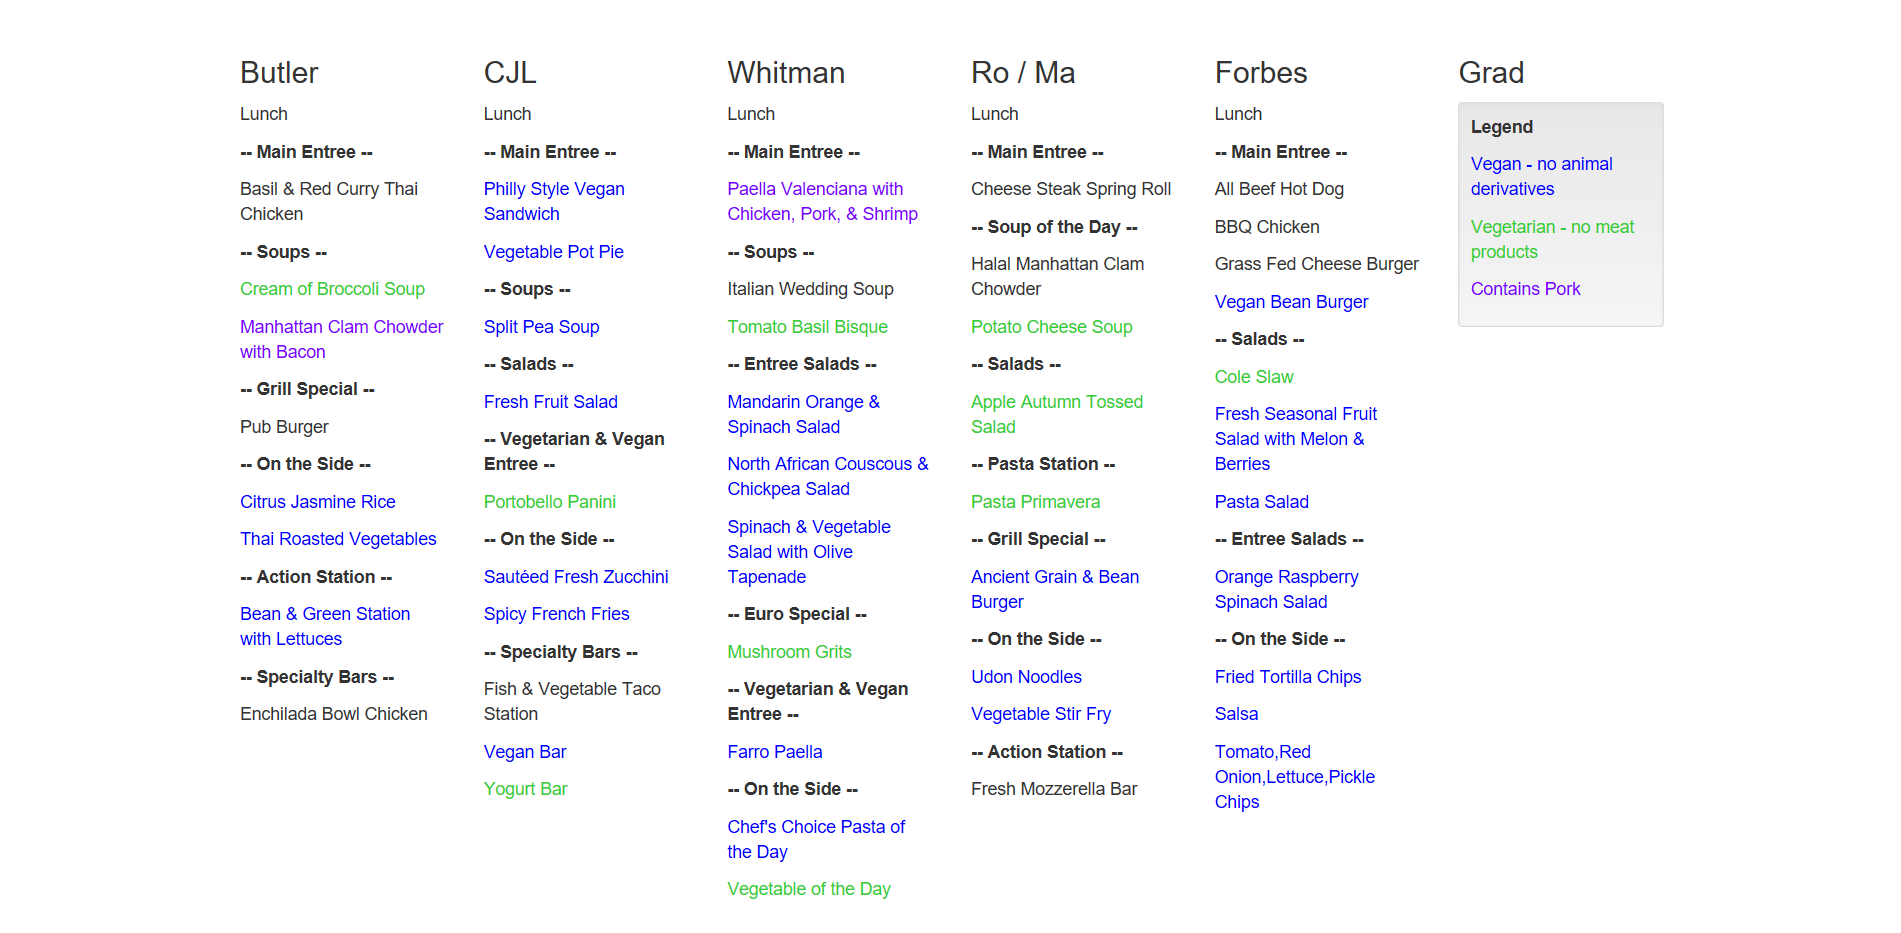 Butler
Lunch
-- Main Entree --
Basil & Red Curry Thai
Chicken
-- Soups --
Cream of Broccoli Soup
Manhattan Clam Chowder
with Bacon
-- Grill Special --
Pub Burger
-- On the Side --
Citrus Jasmine Rice
Thai Roasted Vegetables
-- Action Station --
Bean & Green Station
with Lettuces
-- Specialty Bars --
Enchilada Bowl Chicken
CJL
Lunch
-- Main Entree --
Philly Style Vegan
Sandwich
Vegetable Pot Pie
-- Soups --
Split Pea Soup
-- Salads --
Fresh Fruit Salad
-- Vegetarian & Vegan
Entree --
Portobello Panini
-- On the Side --
Sautéed Fresh Zucchini
Spicy French Fries
-- Specialty Bars --
Fish & Vegetable Taco
Station
Vegan Bar
Yogurt Bar
Whitman
Lunch
-- Main Entree --
Paella Valenciana with
Chicken, Pork, & Shrimp
-- Soups --
Italian Wedding Soup
Tomato Basil Bisque
-- Entree Salads --
Mandarin Orange &
Spinach Salad
North African Couscous &
Chickpea Salad
Spinach & Vegetable
Salad with Olive
Tapenade
-- Euro Special --
Mushroom Grits
-- Vegetarian & Vegan
Entree --
Farro Paella
-- On the Side --
Chef's Choice Pasta of
the Day
Vegetable of the Day
Ro / Ma
Lunch
-- Main Entree --
Cheese Steak Spring Roll
-- Soup of the Day --
Halal Manhattan Clam
Chowder
Potato Cheese Soup
-- Salads --
Apple Autumn Tossed
Salad
-- Pasta Station --
Pasta Primavera
-- Grill Special --
Ancient Grain & Bean
Burger
-- On the Side --
Udon Noodles
Vegetable Stir Fry
-- Action Station --
Fresh Mozzerella Bar
Forbes
Lunch
-- Main Entree --
All Beef Hot Dog
BBQ Chicken
Grass Fed Cheese Burger
Vegan Bean Burger
-- Salads --
Cole Slaw
Fresh Seasonal Fruit
Salad with Melon &
Berries
Pasta Salad
-- Entree Salads --
Orange Raspberry
Spinach Salad
-- On the Side --
Fried Tortilla Chips
Salsa
Tomato,Red
Onion,Lettuce,Pickle
Chips
Grad
Legend
Vegan - no animal
derivatives
Vegetarian - no meat
products
Contains Pork